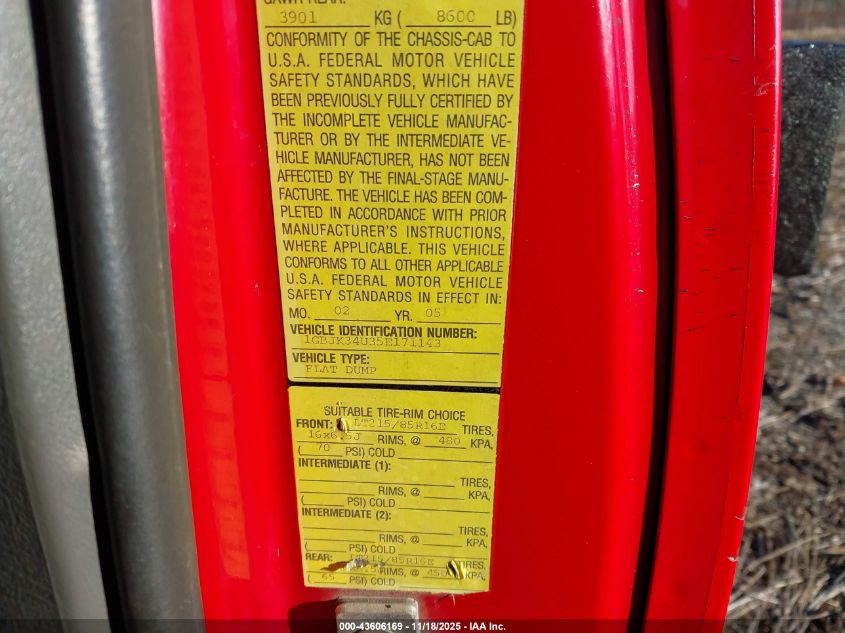 GAWR REAR:
3901 KG ( 8600 LB)
CONFORMITY OF THE CHASSIS-CAB TO
U.S.A. FEDERAL MOTOR VEHICLE
SAFETY STANDARDS, WHICH HAVE
BEEN PREVIOUSLY FULLY CERTIFIED BY
THE INCOMPLETE VEHICLE MANUFAC-
TURER OR BY THE INTERMEDIATE VE-
HICLE MANUFACTURER, HAS NOT BEEN
AFFECTED BY THE FINAL-STAGE MANU-
FACTURE. THE VEHICLE HAS BEEN COM-
PLETED IN ACCORDANCE WITH PRIOR
MANUFACTURER'S INSTRUCTIONS,
WHERE APPLICABLE. THIS VEHICLE
CONFORMS TO ALL OTHER APPLICABLE
U.S.A. FEDERAL MOTOR VEHICLE
SAFETY STANDARDS IN EFFECT IN:
MO. 02 YR. 05
VEHICLE IDENTIFICATION NUMBER:
1GBJK34U35E171143
VEHICLE TYPE:
FLAT DUMP
SUITABLE TIRE-RIM CHOICE
FRONT: LT215/85R16E TIRES,
16x6.5J RIMS, @ 480 KPA,
( 70 PSI) COLD
INTERMEDIATE (1):
TIRES,
RIMS, @ KPA,
( PSI) COLD
INTERMEDIATE (2):
TIRES,
RIMS, @ KPA,
( PSI) COLD
REAR: LT215/85R16E TIRES,
RIMS, @ 450 KPA,
( 65 PSI) COLD
000-43606169 - 11/18/2025 - IAA Inc.